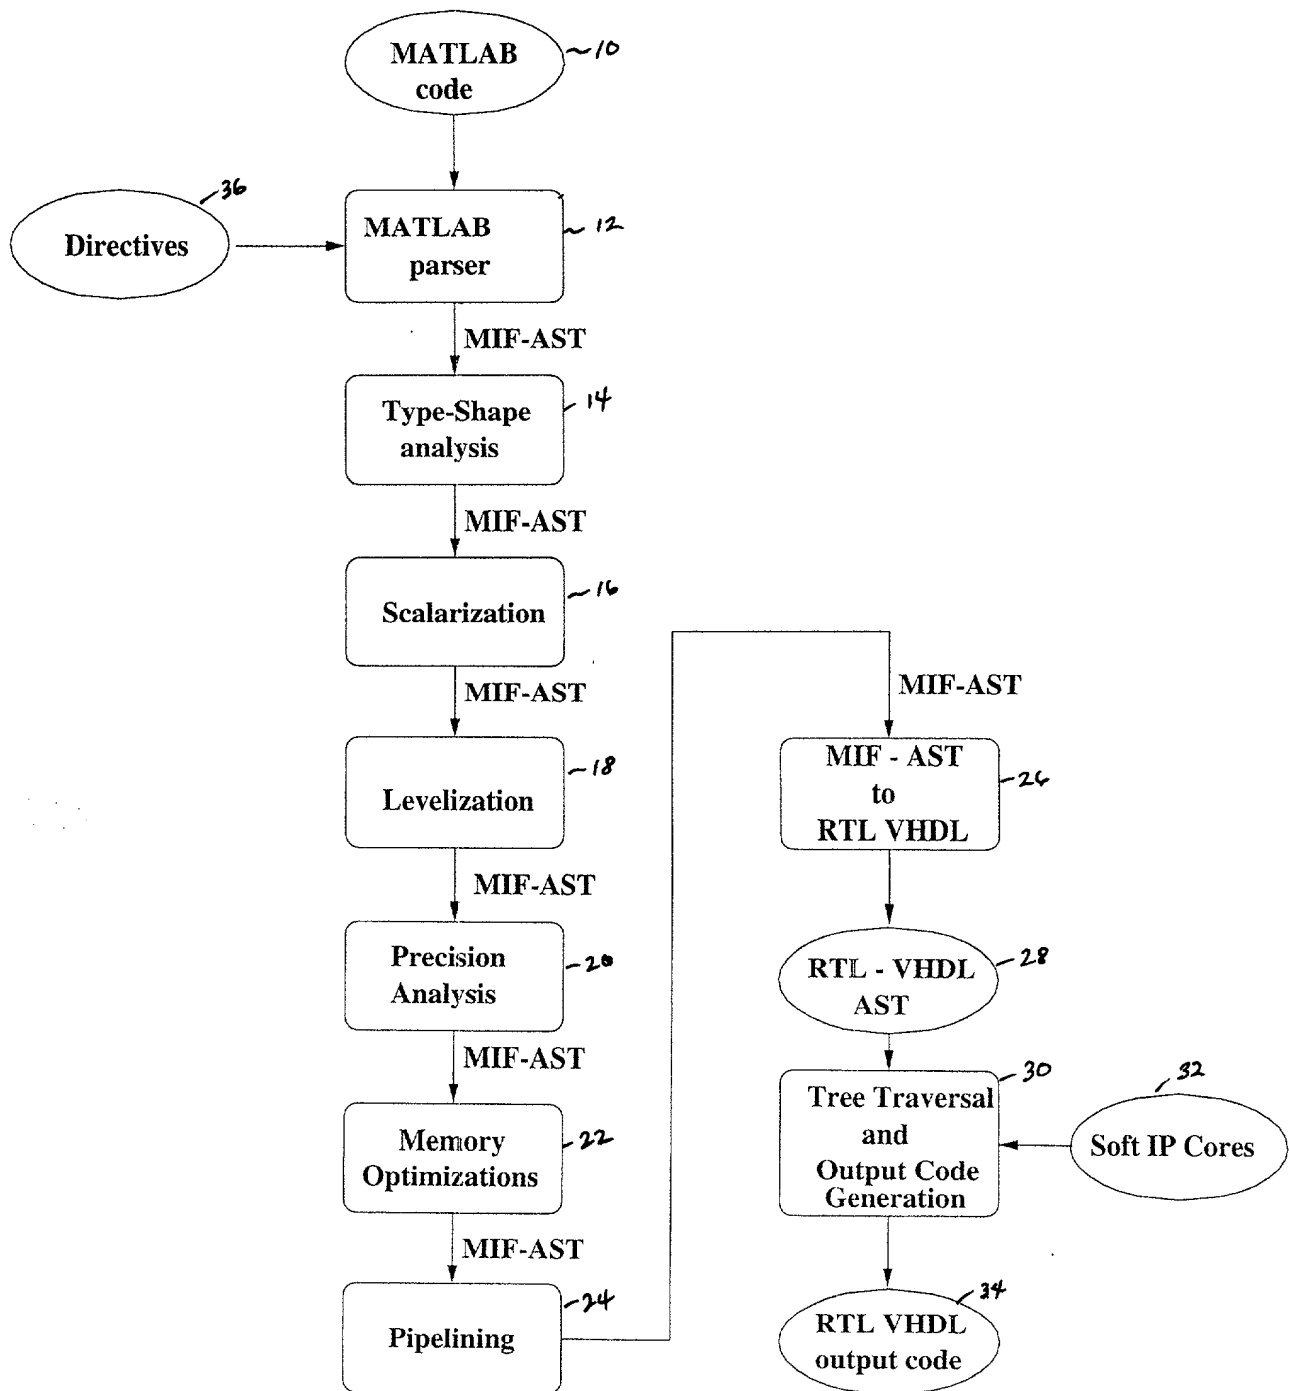 MATLAB
code
10
36
Directives
MATLAB
parser
12
MIF-AST
Type-Shape
analysis
14
MIF-AST
Scalarization
16
MIF-AST
Levelization
18
MIF-AST
Precision
Analysis
20
MIF-AST
Memory
Optimizations
22
MIF-AST
Pipelining
24
MIF-AST
MIF - AST
to
RTL VHDL
26
RTL - VHDL
AST
28
Tree Traversal
and
Output Code
Generation
30
32
Soft IP Cores
RTL VHDL
output code
34